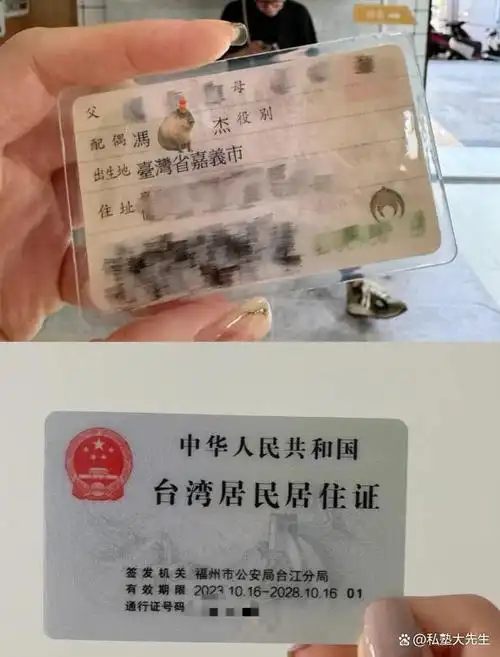 父 母
配偶 馮 杰 役別
出生地 臺灣省嘉義市
住址
中华人民共和国
台湾居民居住证
签发机关 福州市公安局台江分局
有效期限 2023.10.16-2028.10.16 01
通行证号码
@私塾大先生